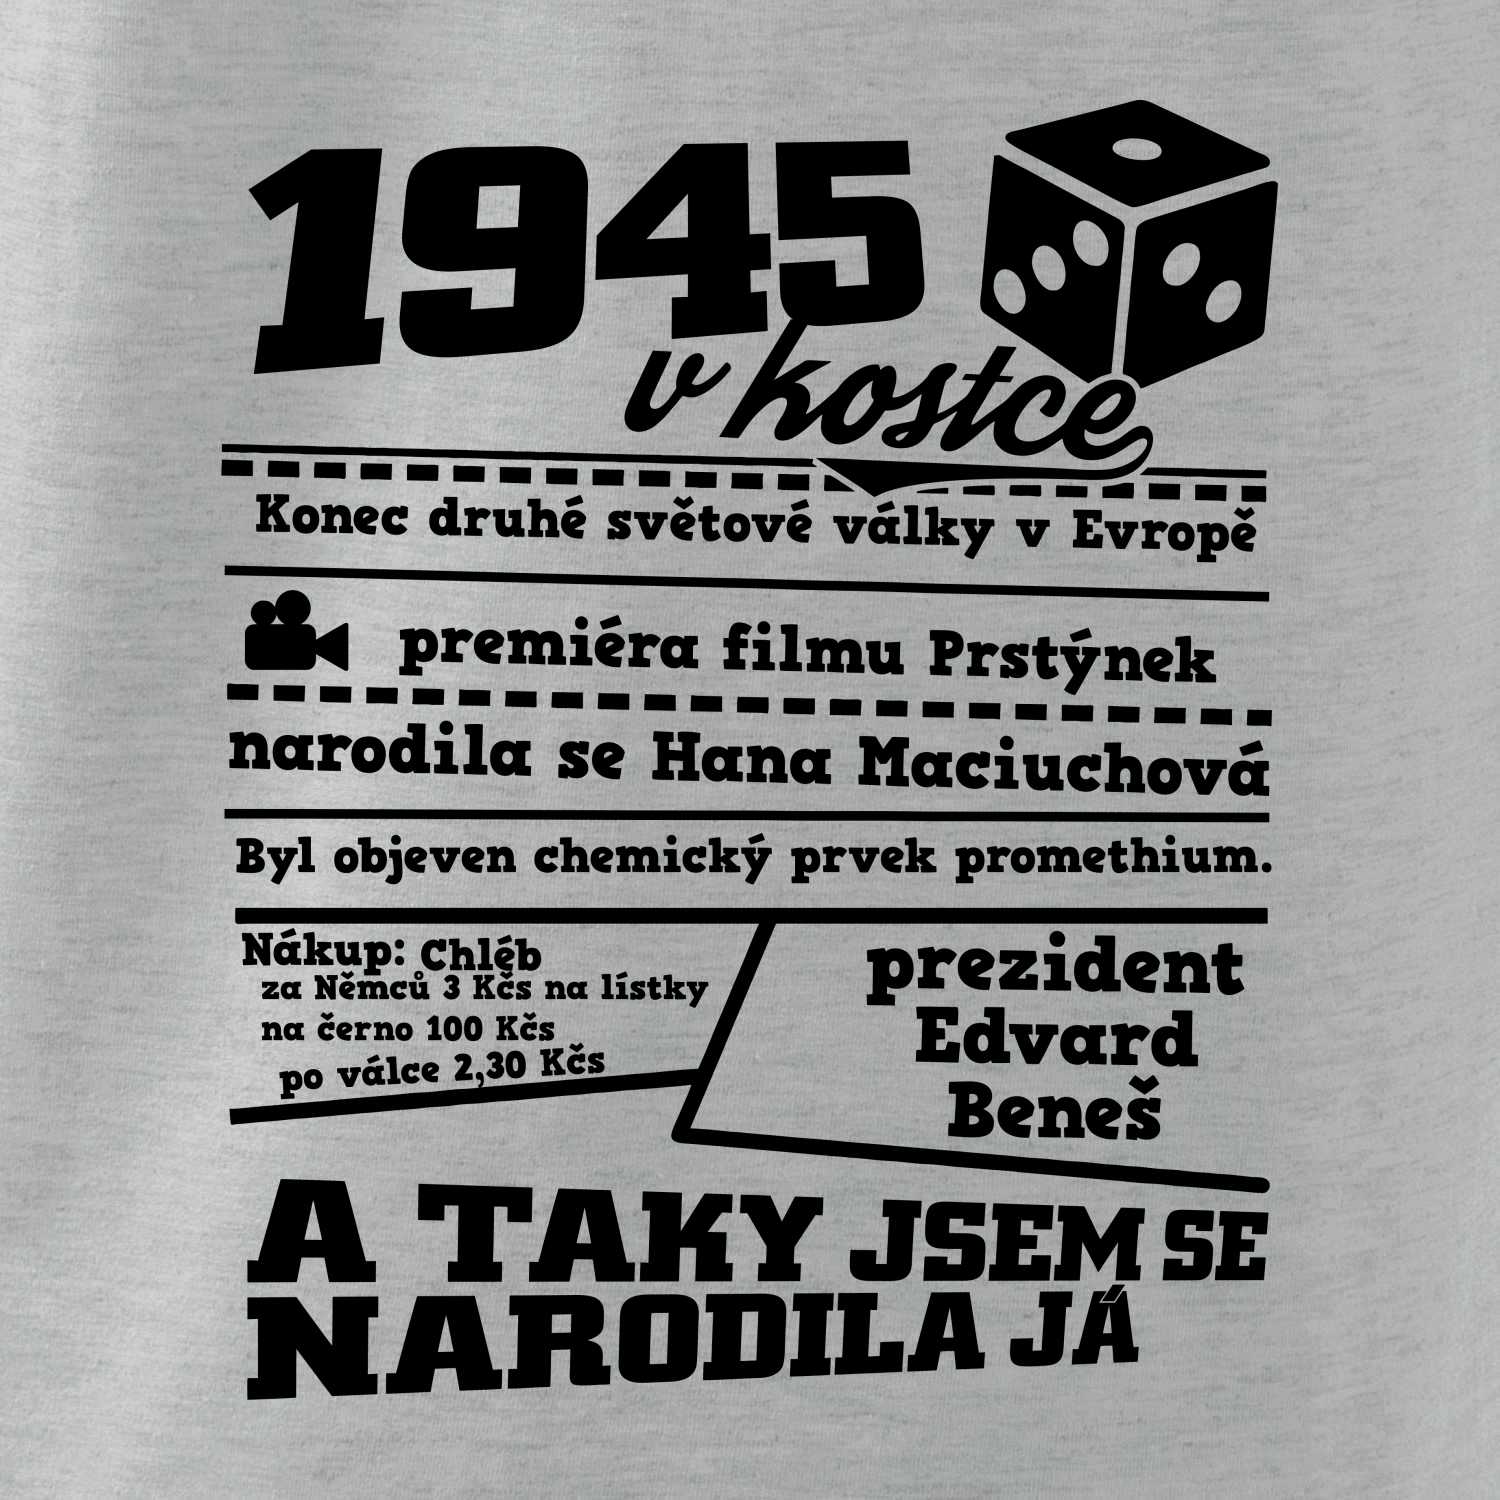 1945
v kostce
Konec druhé světové války v Evropě
premiéra filmu Prstýnek
narodila se Hana Maciuchová
Byl objeven chemický prvek promethium.
Nákup: Chléb
za Němců 3 Kčs na lístky
na černo 100 Kčs
po válce 2,30 Kčs
prezident
Edvard
Beneš
A TAKY JSEM SE
NARODILA JÁ